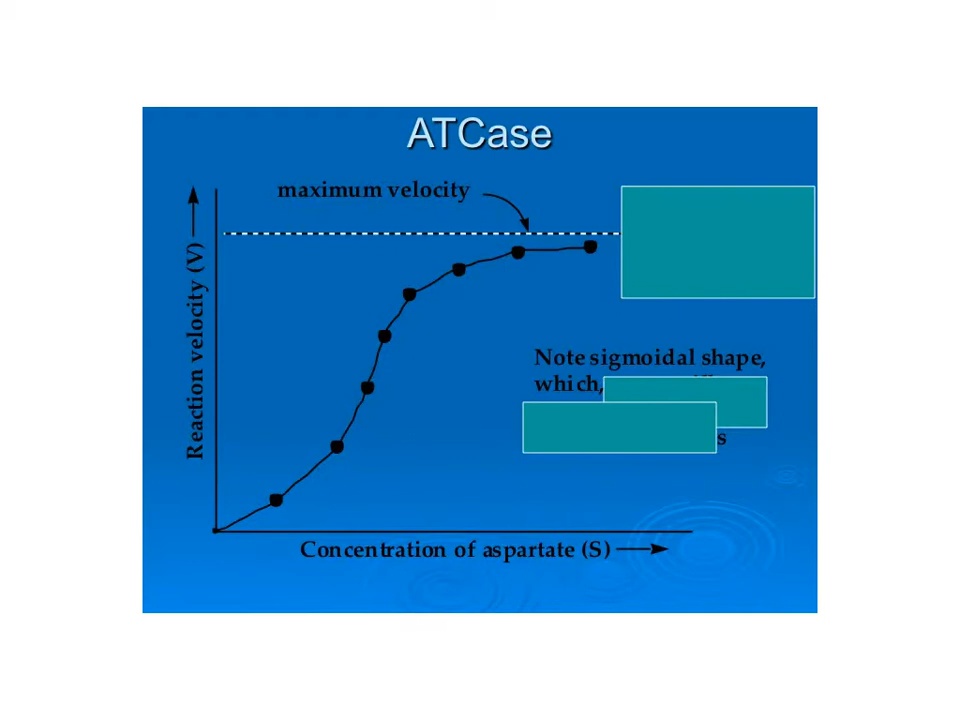 ATCase
maximum velocity
Reaction velocity (V)
Note sigmoidal shape,
which,
s
Concentration of aspartate (S)